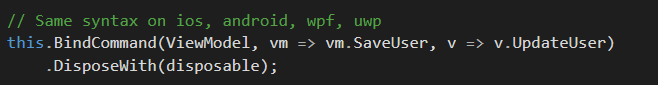 // Same syntax on ios, android, wpf, uwp
this.BindCommand(ViewModel, vm => vm.SaveUser, v => v.UpdateUser)
    .DisposeWith(disposable);